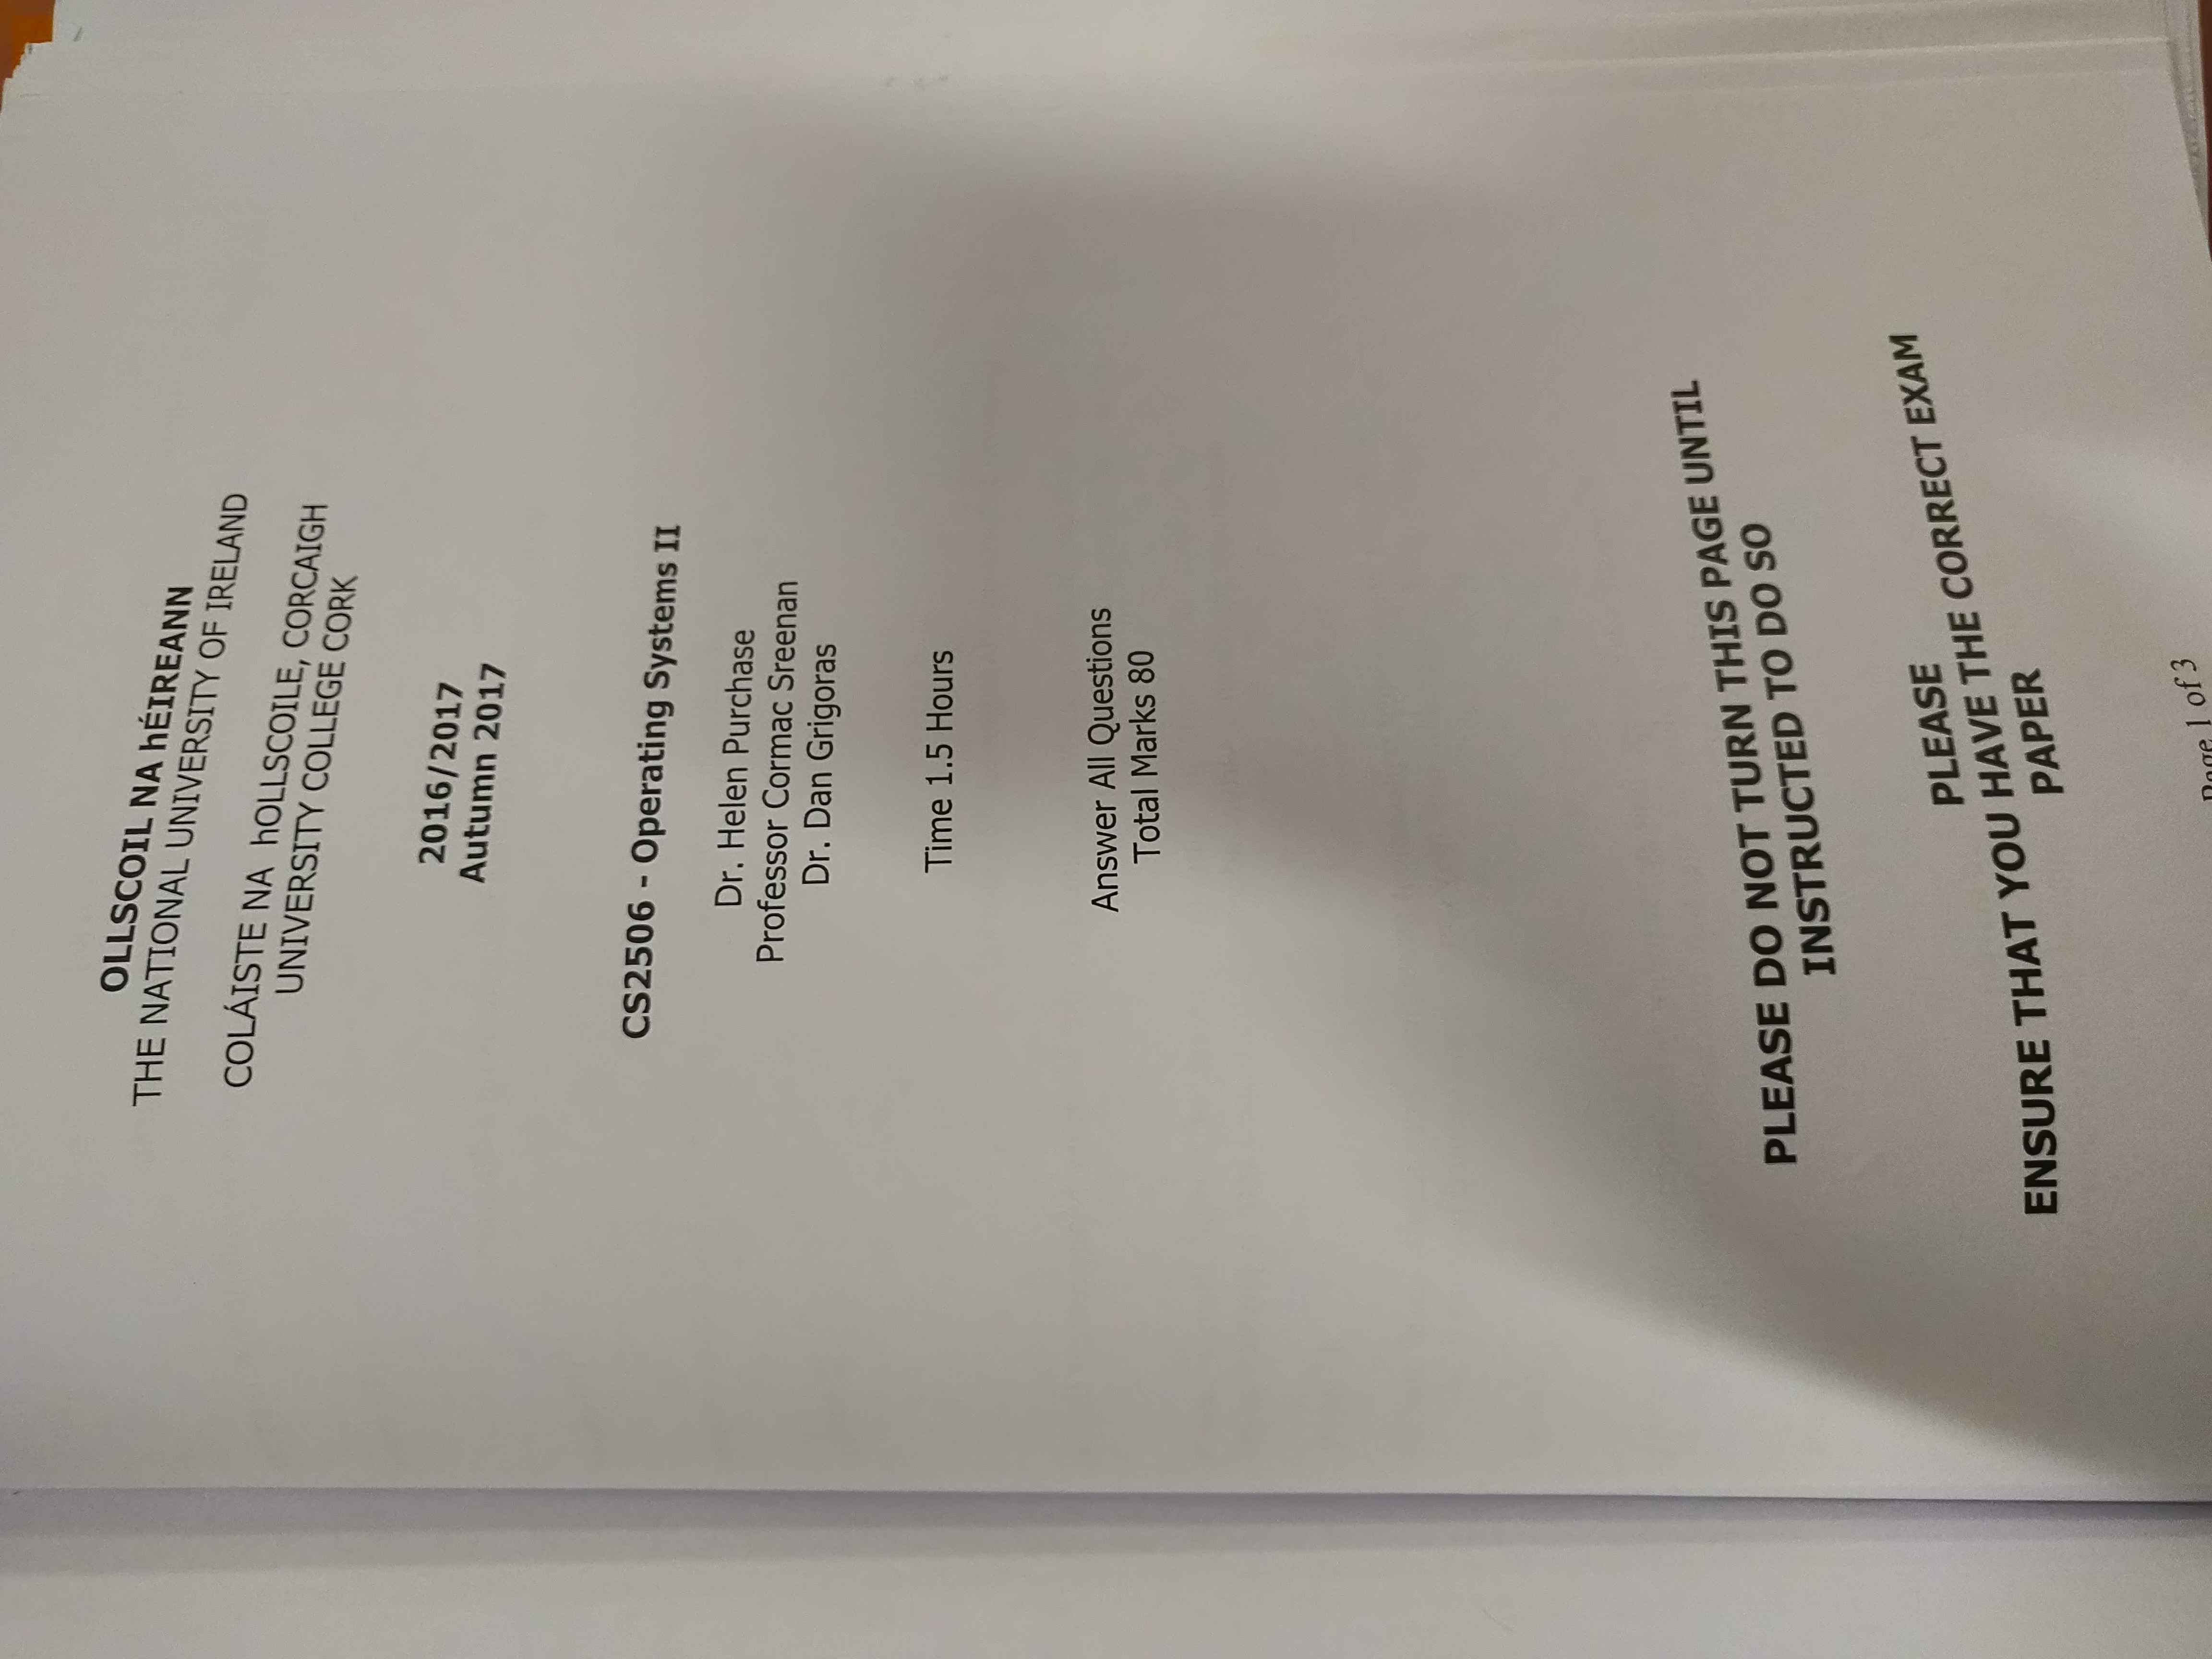 OLLSCOIL NA hÉIREANN
THE NATIONAL UNIVERSITY OF IRELAND
COLÁISTE NA hOLLSCOILE, CORCAIGH
UNIVERSITY COLLEGE CORK
2016/2017
Autumn 2017
CS2506 - Operating Systems II
Dr. Helen Purchase
Professor Cormac Sreenan
Dr. Dan Grigoras
Time 1.5 Hours
Answer All Questions
Total Marks 80
PLEASE DO NOT TURN THIS PAGE UNTIL
INSTRUCTED TO DO SO
PLEASE
ENSURE THAT YOU HAVE THE CORRECT EXAM
PAPER
Page 1 of 3